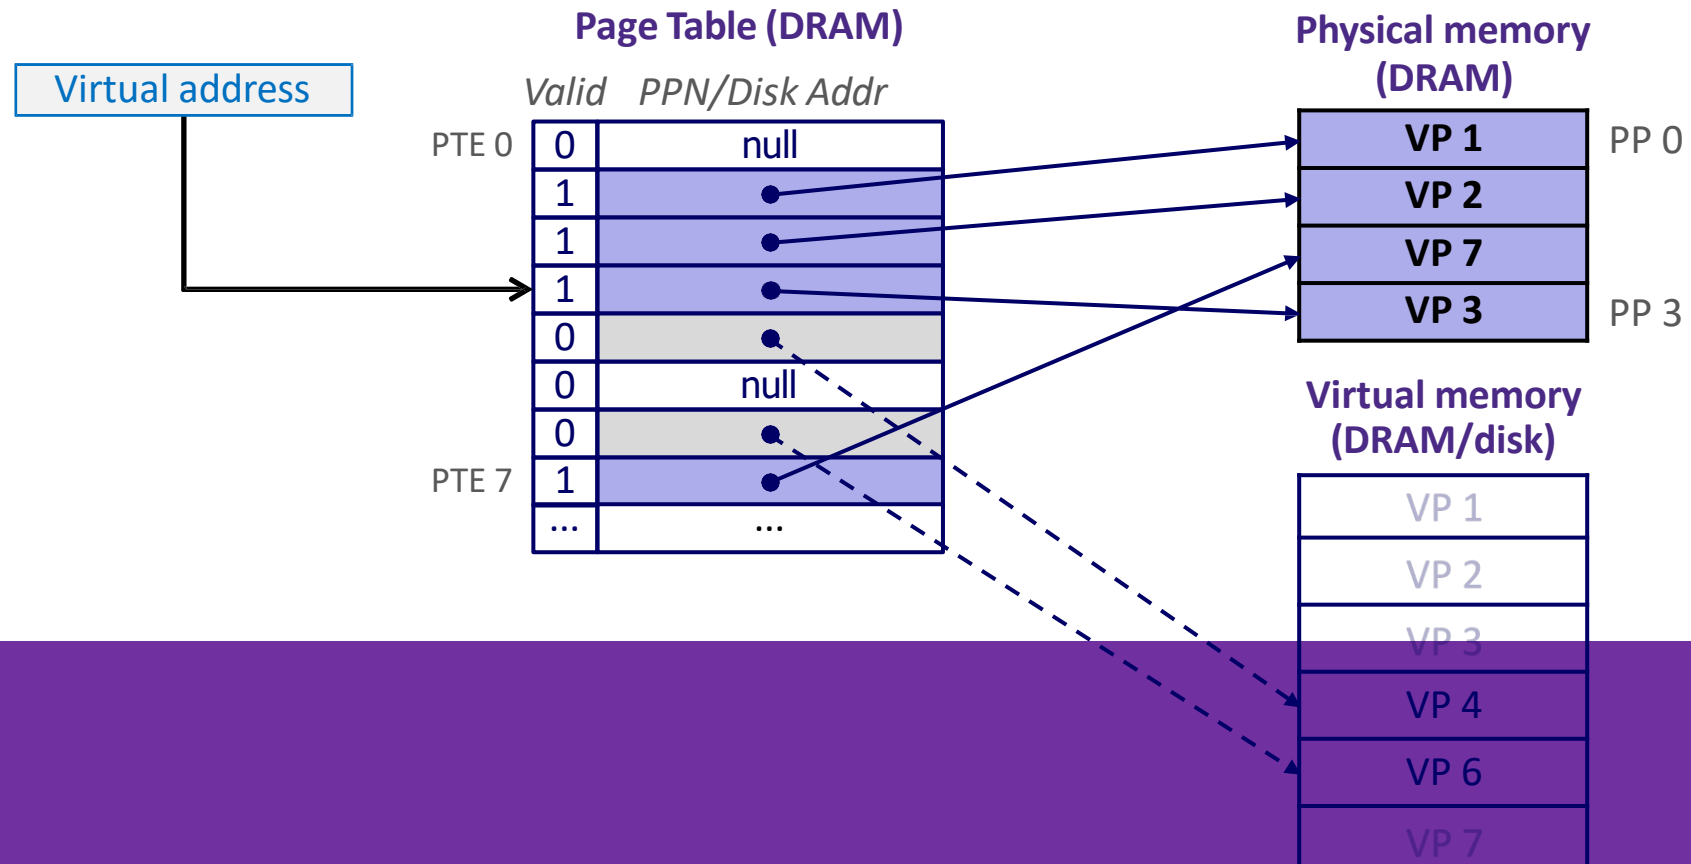 Page Table (DRAM)
Physical memory
(DRAM)
Virtual address
Valid PPN/Disk Addr
PTE 0 0 null
VP 1 PP 0
1
VP 2
1
VP 7
1
VP 3 PP 3
0
0 null
Virtual memory
(DRAM/disk)
0
PTE 7 1
... ...
VP 1
VP 2
VP 3
VP 4
VP 6
VP 7